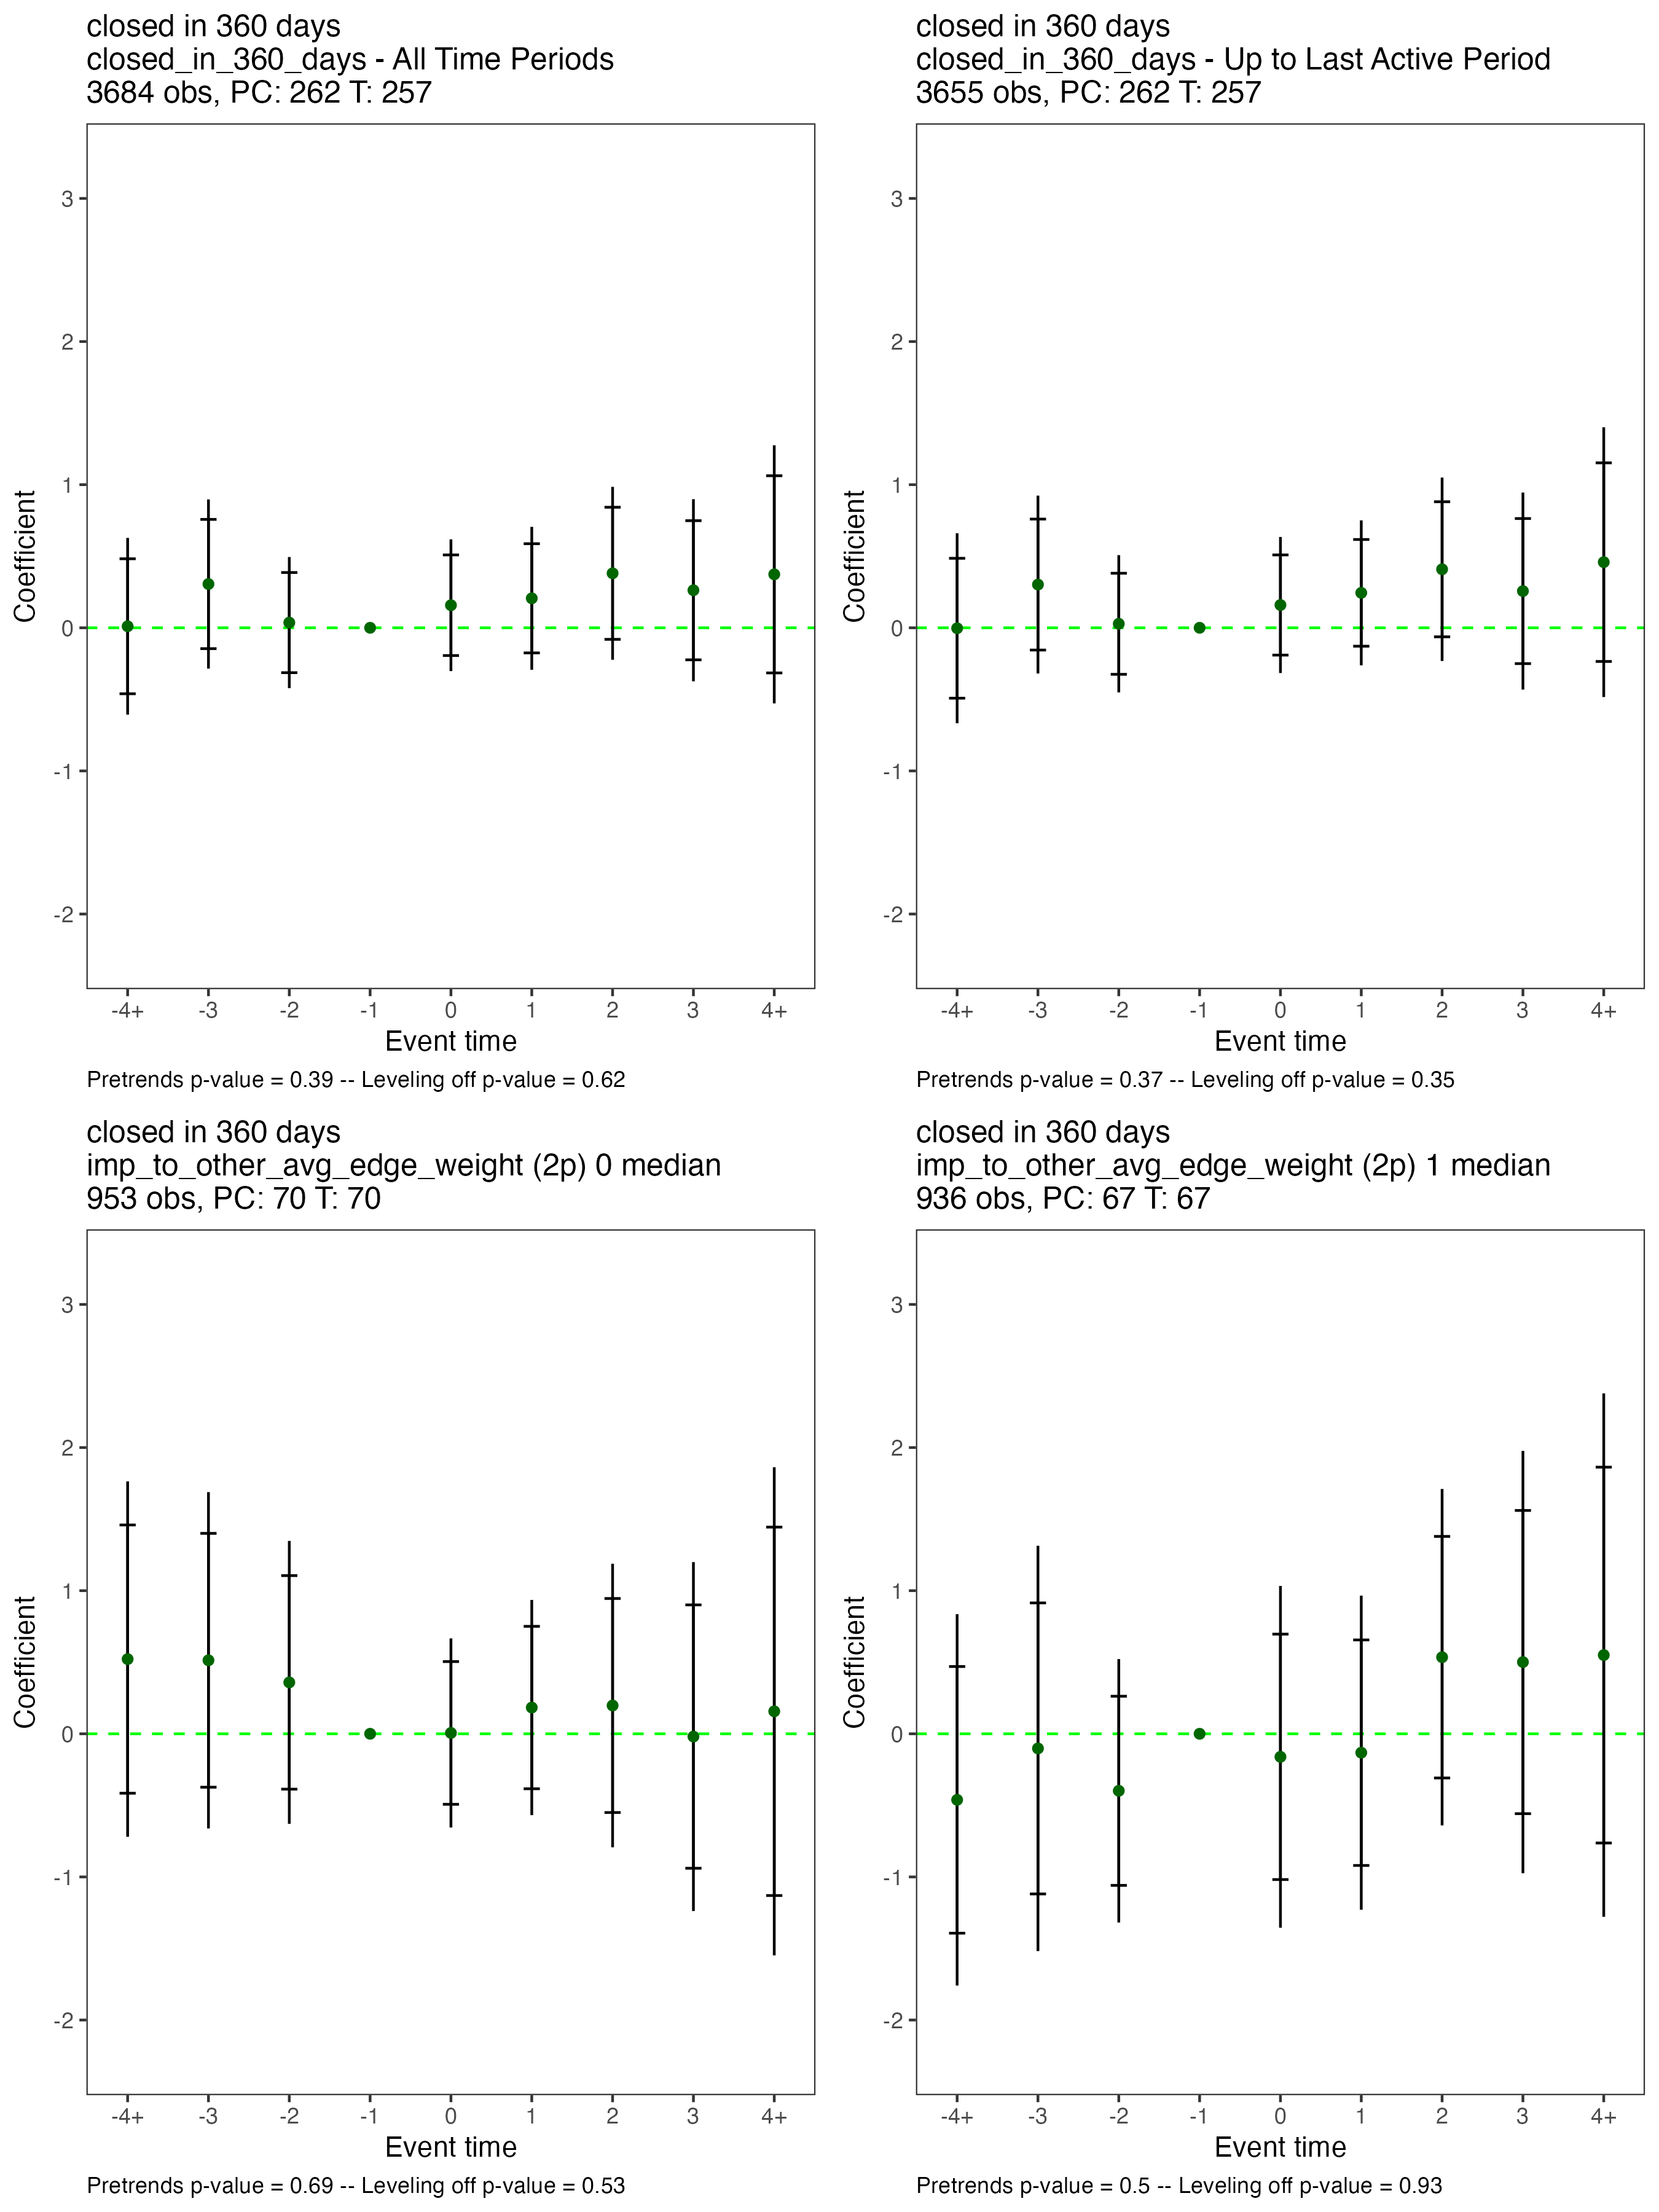 closed in 360 days
closed_in_360_days - All Time Periods
3684 obs, PC: 262 T: 257
3
2
1
0
-1
-2
Coefficient
-4+ -3 -2 -1 0 1 2 3 4+
Event time
Pretrends p-value = 0.39 -- Leveling off p-value = 0.62
closed in 360 days
closed_in_360_days - Up to Last Active Period
3655 obs, PC: 262 T: 257
3
2
1
0
-1
-2
Coefficient
-4+ -3 -2 -1 0 1 2 3 4+
Event time
Pretrends p-value = 0.37 -- Leveling off p-value = 0.35
closed in 360 days
imp_to_other_avg_edge_weight (2p) 0 median
953 obs, PC: 70 T: 70
3
2
1
0
-1
-2
Coefficient
-4+ -3 -2 -1 0 1 2 3 4+
Event time
Pretrends p-value = 0.69 -- Leveling off p-value = 0.53
closed in 360 days
imp_to_other_avg_edge_weight (2p) 1 median
936 obs, PC: 67 T: 67
3
2
1
0
-1
-2
Coefficient
-4+ -3 -2 -1 0 1 2 3 4+
Event time
Pretrends p-value = 0.5 -- Leveling off p-value = 0.93